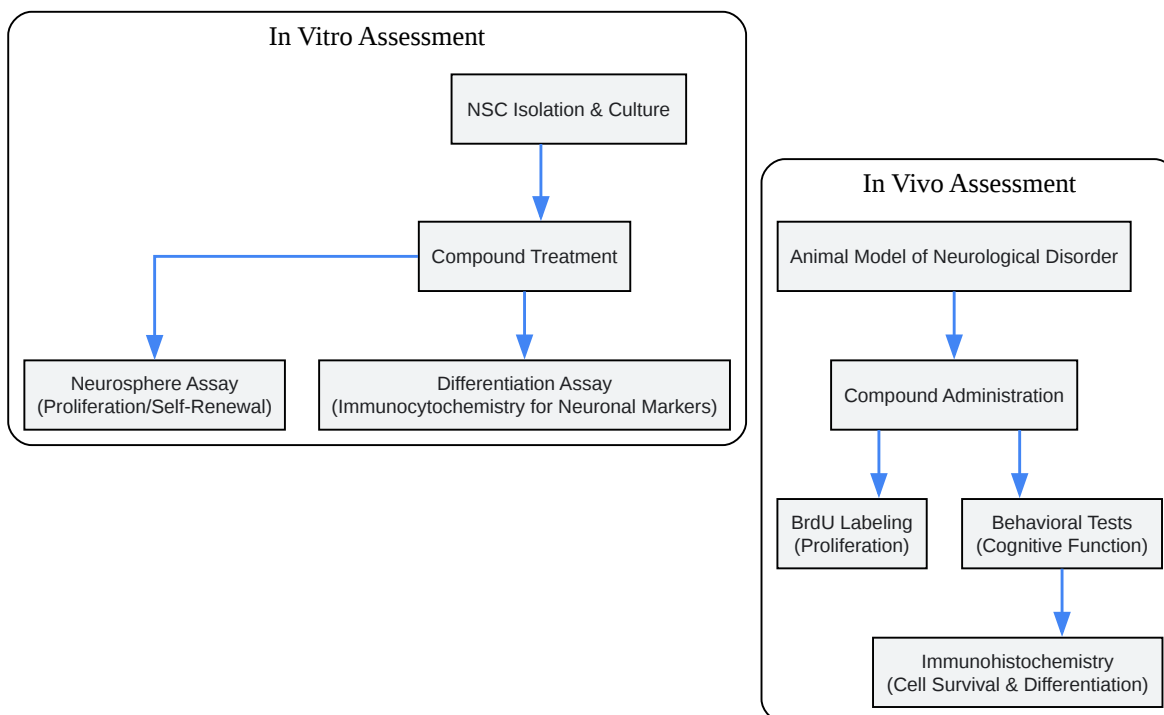 In Vitro Assessment
NSC Isolation & Culture
Compound Treatment
Neurosphere Assay
(Proliferation/Self-Renewal)
Differentiation Assay
(Immunocytochemistry for Neuronal Markers)
In Vivo Assessment
Animal Model of Neurological Disorder
Compound Administration
BrdU Labeling
(Proliferation)
Behavioral Tests
(Cognitive Function)
Immunohistochemistry
(Cell Survival & Differentiation)